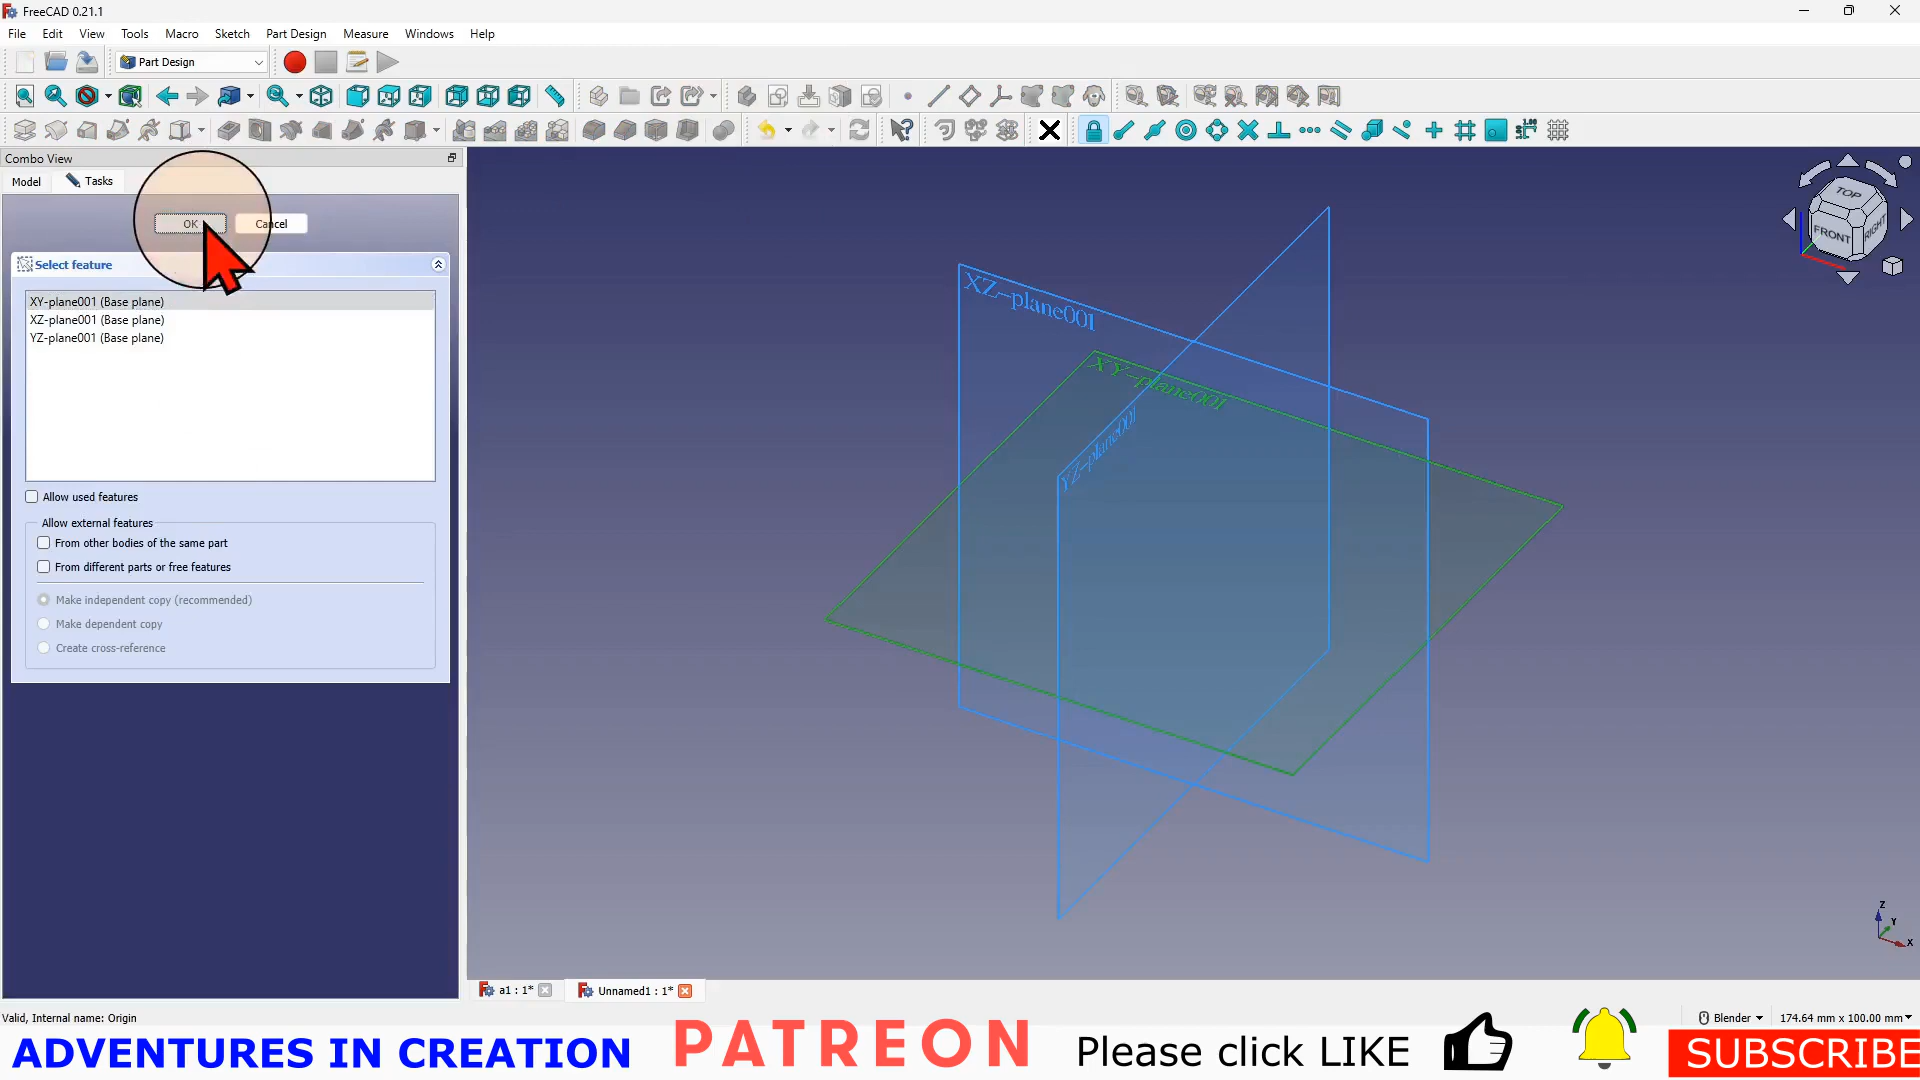 FreeCAD 0.21.1
File Edit View Tools Macro Sketch Part Design Measure Windows Help
Part Design
Combo View
Model Tasks
OK Cancel
Select feature
XY-plane001 (Base plane)
XZ-plane001 (Base plane)
YZ-plane001 (Base plane)
Allow used features
Allow external features
From other bodies of the same part
From different parts or free features
Make independent copy (recommended)
Make dependent copy
Create cross-reference
XZ-plane001
XY-plane001
YZ-plane001
TOP
FRONT RIGHT
Z
Y
X
a1 : 1* Unnamed1 : 1*
Valid, Internal name: Origin
Blender 174.64 mm x 100.00 mm
ADVENTURES IN CREATION PATREON Please click LIKE SUBSCRIBE